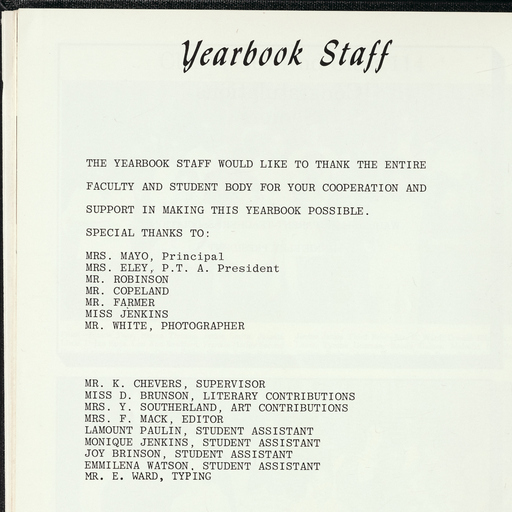 Yearbook Staff
THE YEARBOOK STAFF WOULD LIKE TO THANK THE ENTIRE
FACULTY AND STUDENT BODY FOR YOUR COOPERATION AND
SUPPORT IN MAKING THIS YEARBOOK POSSIBLE.
SPECIAL THANKS TO:
MRS. MAYO, Principal
MRS. ELEY, P.T. A. President
MR. ROBINSON
MR. COPELAND
MR. FARMER
MISS JENKINS
MR. WHITE, PHOTOGRAPHER
MR. K. CHEVERS, SUPERVISOR
MISS D. BRUNSON, LITERARY CONTRIBUTIONS
MRS. Y. SOUTHERLAND, ART CONTRIBUTIONS
MRS. F. MACK, EDITOR
LAMOUNT PAULIN, STUDENT ASSISTANT
MONIQUE JENKINS, STUDENT ASSISTANT
JOY BRINSON, STUDENT ASSISTANT
EMMILENA WATSON, STUDENT ASSISTANT
MR. E. WARD, TYPING